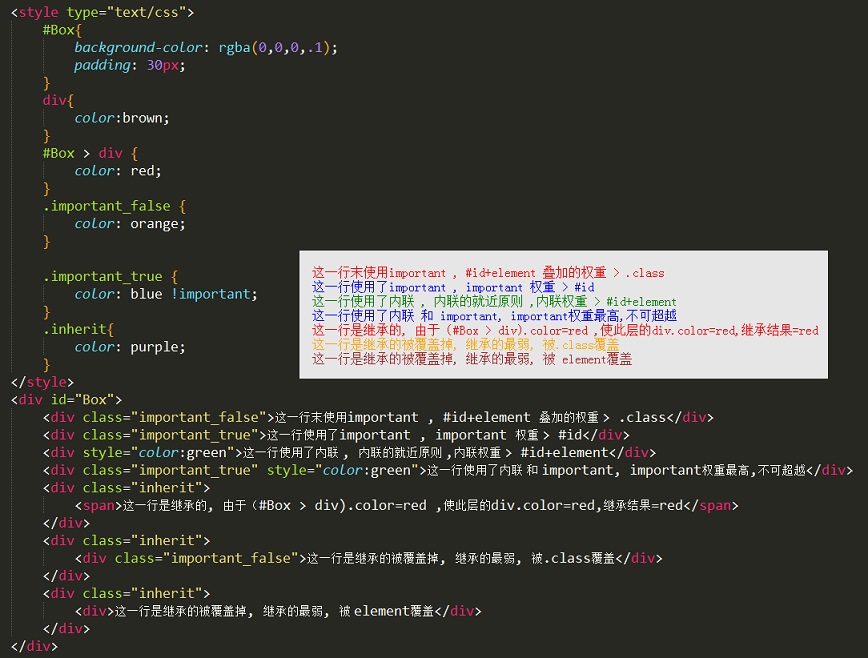 <style type="text/css">
#Box{
background-color: rgba(0,0,0,.1);
padding: 30px;
}
div{
color:brown;
}
#Box > div {
color: red;
}
.important_false {
color: orange;
}
.important_true {
color: blue !important;
}
.inherit{
color: purple;
}
</style>
这一行末使用important , #id+element 叠加的权重 > .class
这一行使用了important , important 权重 > #id
这一行使用了内联 , 内联的就近原则 ,内联权重 > #id+element
这一行使用了内联 和 important, important权重最高,不可超越
这一行是继承的, 由于 (#Box > div).color=red ,使此层的div.color=red,继承结果=red
这一行是继承的被覆盖掉, 继承的最弱, 被.class覆盖
这一行是继承的被覆盖掉, 继承的最弱, 被 element覆盖
<div id="Box">
<div class="important_false">这一行末使用important , #id+element 叠加的权重 > .class</div>
<div class="important_true">这一行使用了important , important 权重 > #id</div>
<div style="color:green">这一行使用了内联 , 内联的就近原则 ,内联权重 > #id+element</div>
<div class="important_true" style="color:green">这一行使用了内联 和 important, important权重最高,不可超越</div>
<div class="inherit">
<span>这一行是继承的, 由于 (#Box > div).color=red ,使此层的div.color=red,继承结果=red</span>
</div>
<div class="inherit">
<div class="important_false">这一行是继承的被覆盖掉, 继承的最弱, 被.class覆盖</div>
</div>
<div class="inherit">
<div>这一行是继承的被覆盖掉, 继承的最弱, 被 element覆盖</div>
</div>
</div>